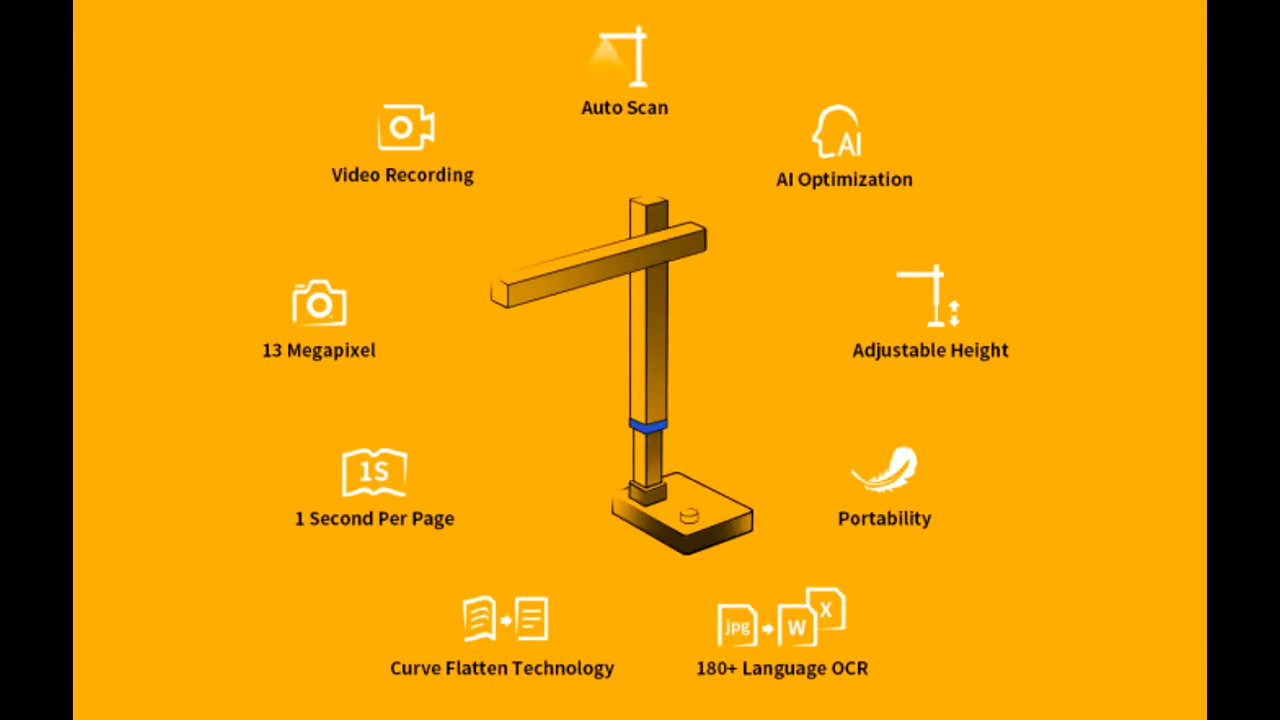 Auto Scan
Video Recording
AI
AI Optimization
13 Megapixel
Adjustable Height
1S
1 Second Per Page
Portability
jpg W X
Curve Flatten Technology
180+ Language OCR